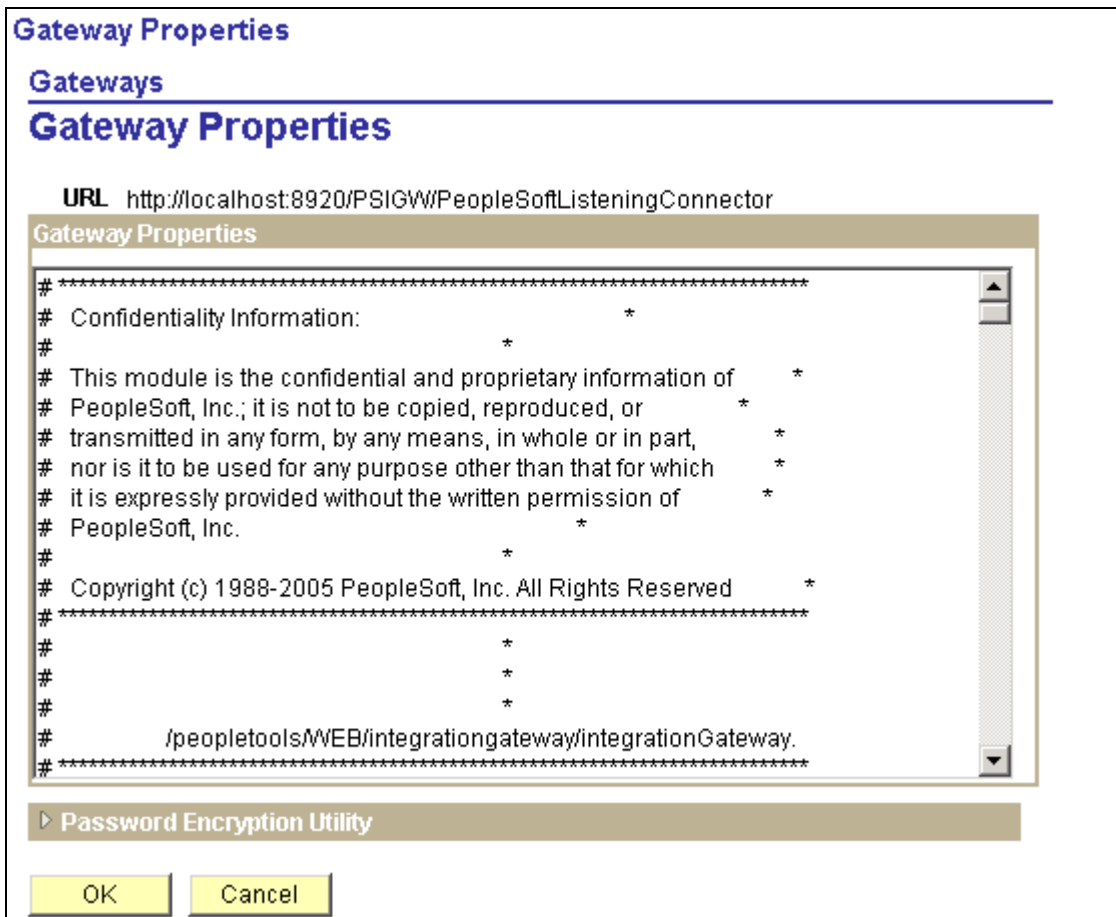 Gateway Properties
Gateways
Gateway Properties
URL http://localhost:8920/PSIGW/PeopleSoftListeningConnector
Gateway Properties
# **************************************************************************
# Confidentiality Information: *
# *
# This module is the confidential and proprietary information of *
# PeopleSoft, Inc.; it is not to be copied, reproduced, or *
# transmitted in any form, by any means, in whole or in part, *
# nor is it to be used for any purpose other than that for which *
# it is expressly provided without the written permission of *
# PeopleSoft, Inc. *
# *
# Copyright (c) 1988-2005 PeopleSoft, Inc. All Rights Reserved *
# **************************************************************************
# *
# *
# *
# /peopletools/WEB/integrationgateway/integrationGateway.
# **************************************************************************
Password Encryption Utility
OK Cancel